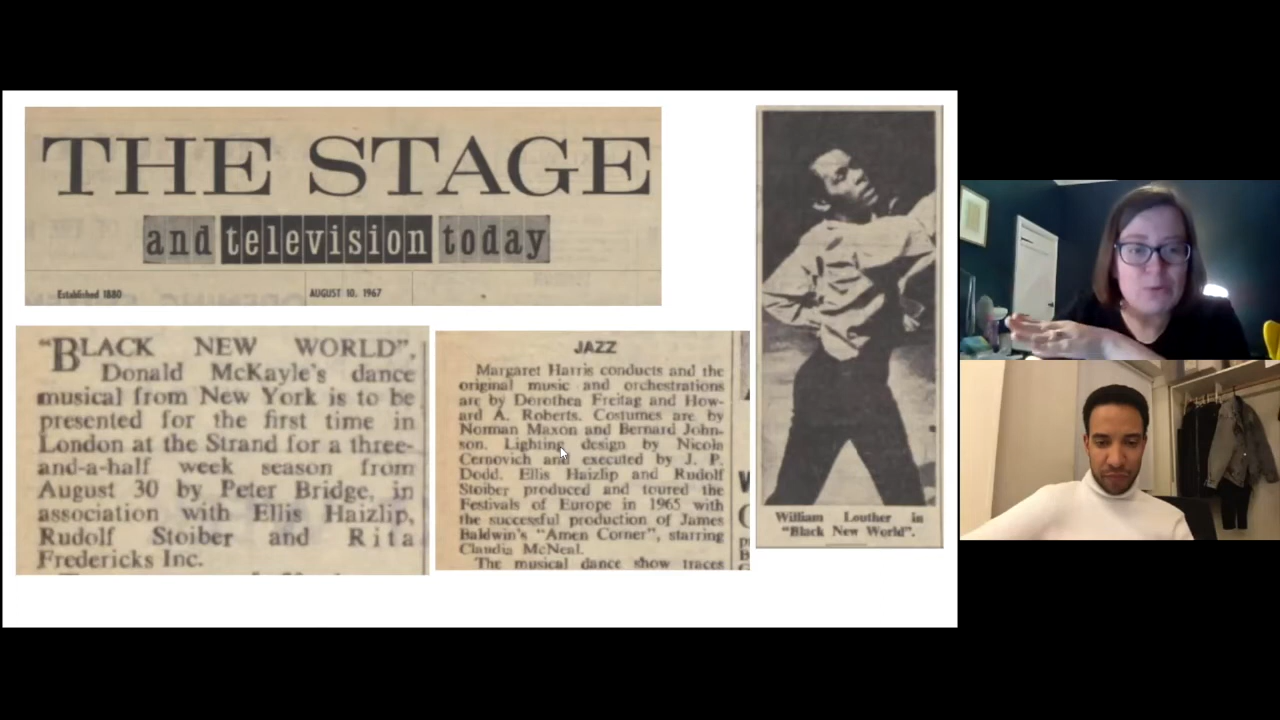 THE STAGE
and television today
Established 1880
AUGUST 10, 1967
"BLACK NEW WORLD",
Donald McKayle's dance
musical from New York is to be
presented for the first time in
London at the Strand for a three-
and-a-half week season from
August 30 by Peter Bridge, in
association with Ellis Haizlip,
Rudolf Stoiber and Rita
Fredericks Inc.
JAZZ
Margaret Harris conducts and the
original music and orchestrations
are by Dorothea Freitag and How-
ard A. Roberts. Costumes are by
Norman Maxon and Bernard John-
son. Lighting design by Nicola
Cernovich and executed by J. P.
Dodd. Ellis Haizlip and Rudolf
Stoiber produced and toured the
Festivals of Europe in 1965 with
the successful production of James
Baldwin's "Amen Corner", starring
Claudia McNeal.
The musical dance show traces
William Louther in
"Black New World".